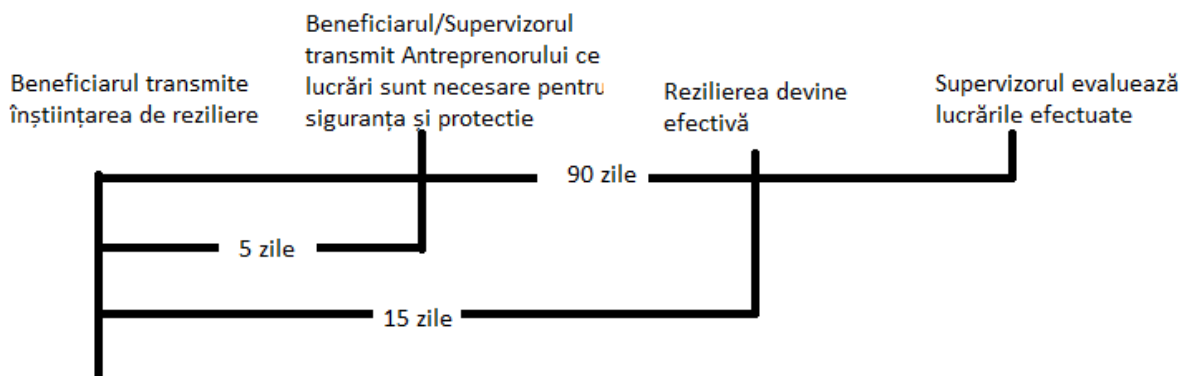 Beneficiarul transmite
înștiințarea de reziliere
Beneficiarul/Supervizorul
transmit Antreprenorului ce
lucrări sunt necesare pentru
siguranța și protectie
Rezilierea devine
efectivă
Supervizorul evaluează
lucrările efectuate
90 zile
5 zile
15 zile